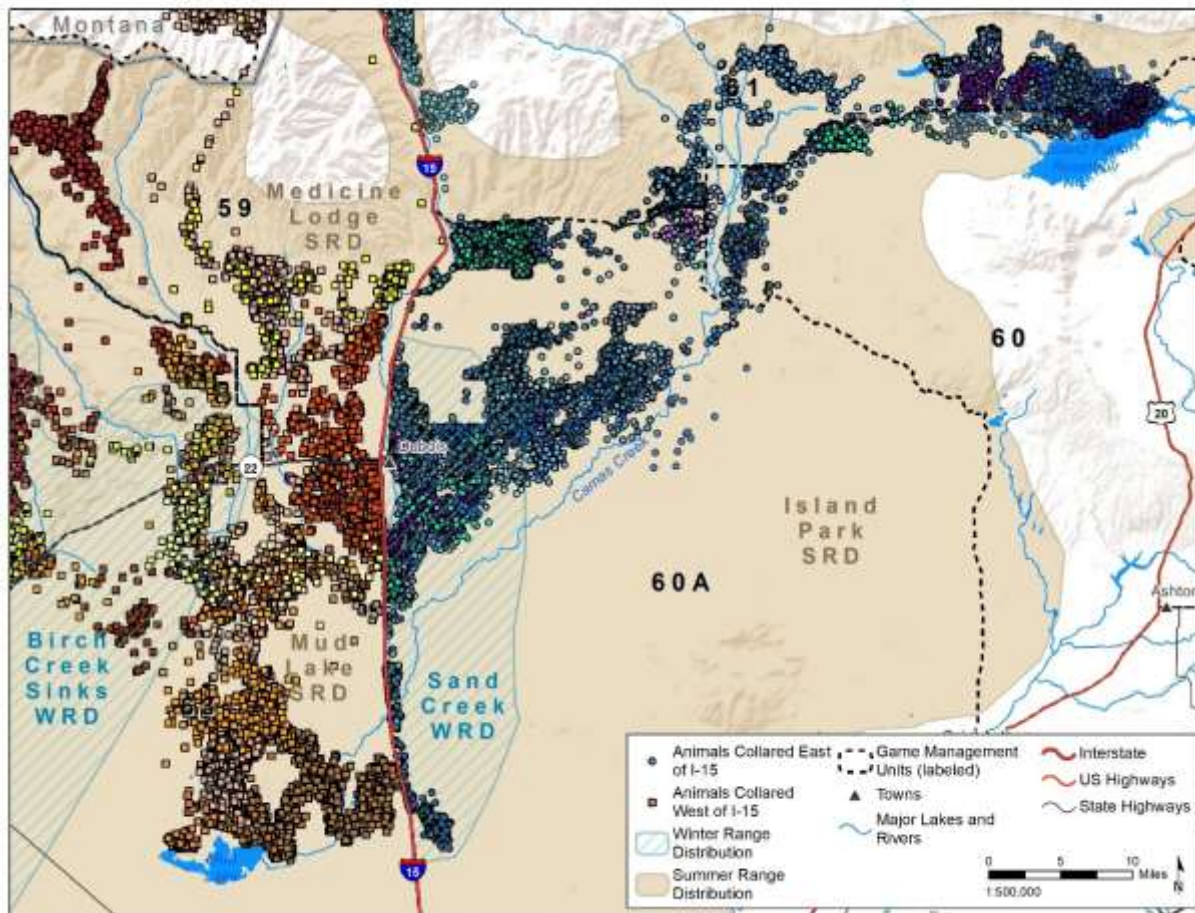 Montana
61
15
Medicine
Lodge
SRD
59
60
20
Dubois
22
Camas Creek
Island
Park
SRD
60A
Ashton
Birch
Creek
Sinks
WRD
Mud
Lake
SRD
Sand
Creek
WRD
Animals Collared East
of I-15
Animals Collared
West of I-15
Winter Range
Distribution
Summer Range
Distribution
Game Management
Units (labeled)
Towns
Major Lakes and
Rivers
Interstate
US Highways
State Highways
0 5 10
Miles
1:500,000
N
15